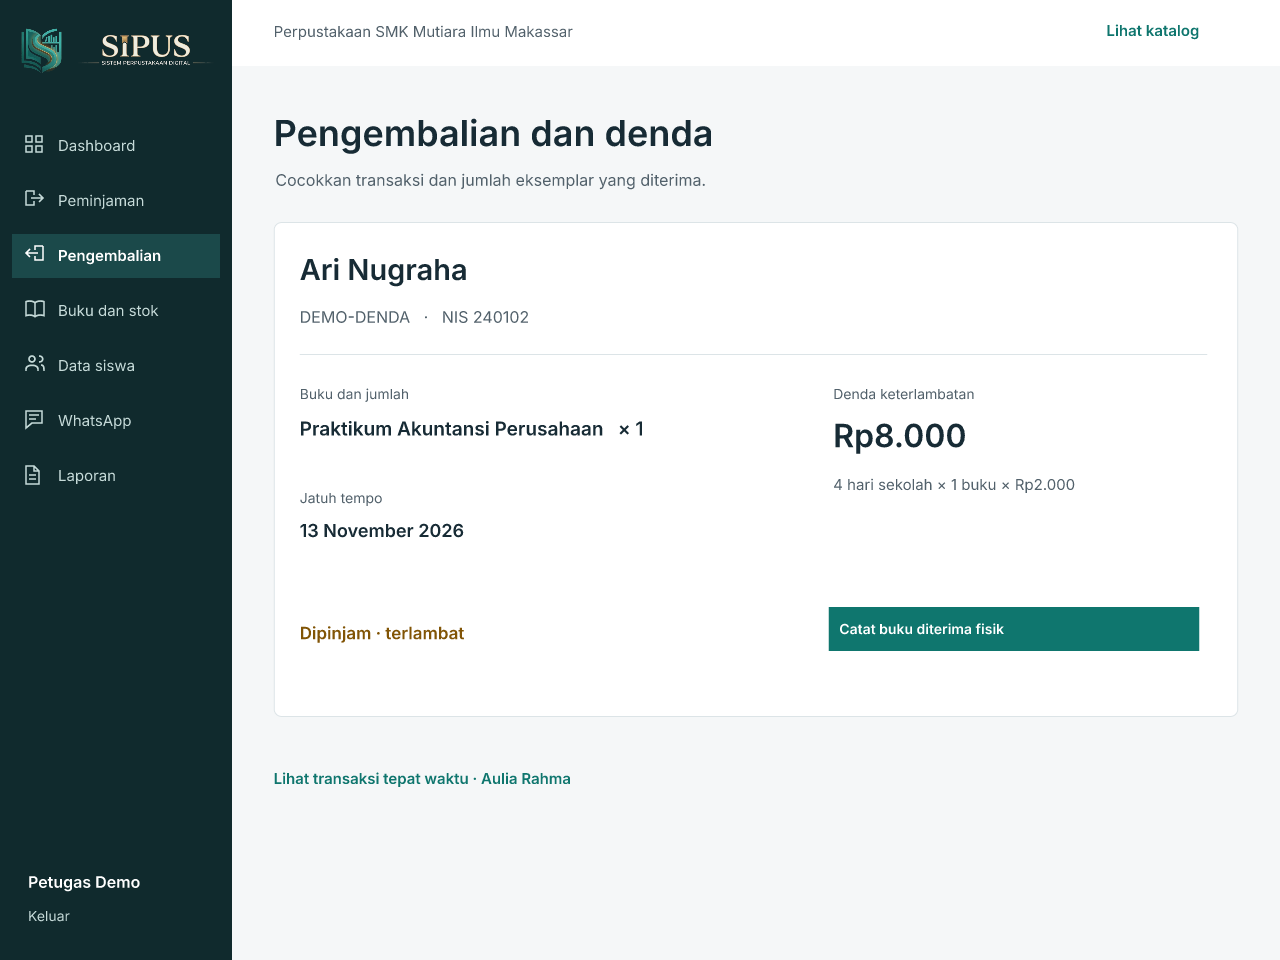 SIPUS
SISTEM PERPUSTAKAAN DIGITAL
Dashboard
Peminjaman
Pengembalian
Buku dan stok
Data siswa
WhatsApp
Laporan
Petugas Demo
Keluar
Perpustakaan SMK Mutiara Ilmu Makassar
Lihat katalog
Pengembalian dan denda
Cocokkan transaksi dan jumlah eksemplar yang diterima.
Ari Nugraha
DEMO-DENDA · NIS 240102
Buku dan jumlah
Praktikum Akuntansi Perusahaan × 1
Jatuh tempo
13 November 2026
Dipinjam · terlambat
Denda keterlambatan
Rp8.000
4 hari sekolah × 1 buku × Rp2.000
Catat buku diterima fisik
Lihat transaksi tepat waktu · Aulia Rahma